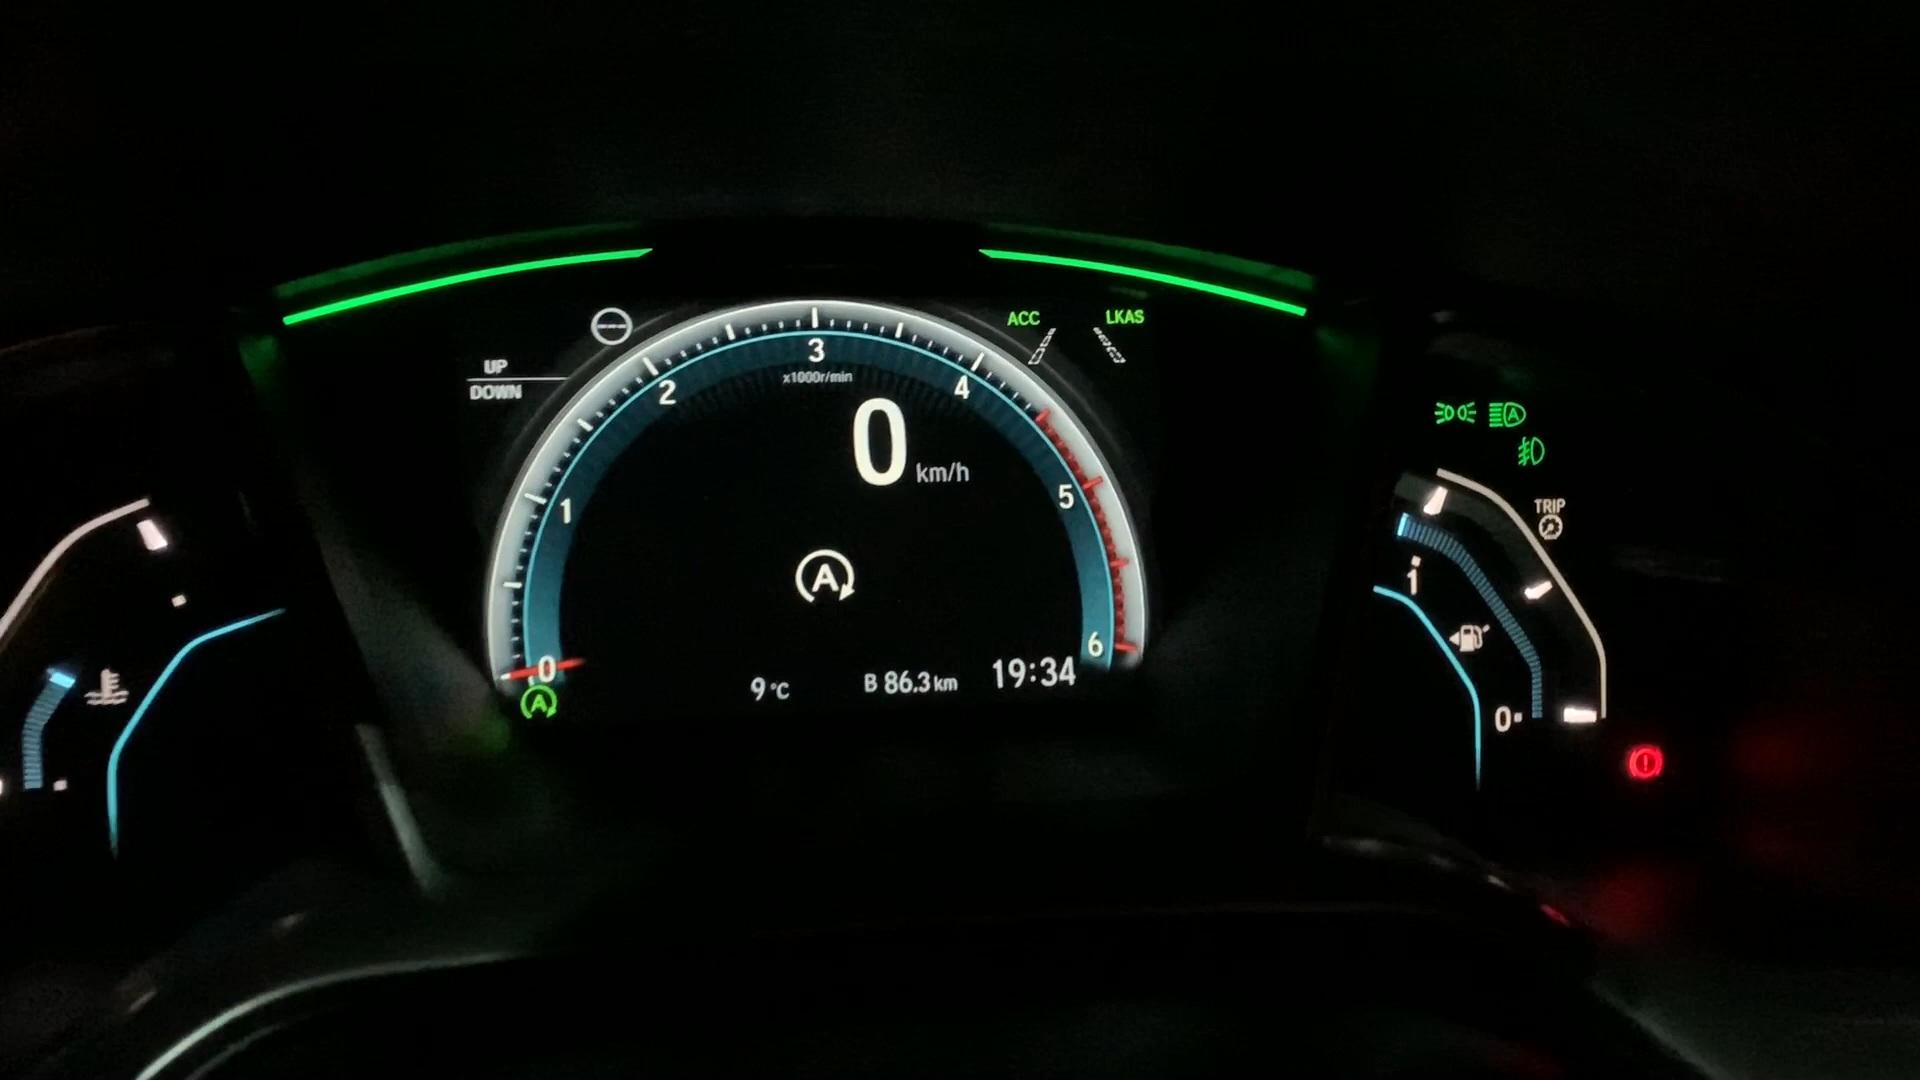 ACC
LKAS
UP
DOWN
3
x1000r/min
2
4
0
km/h
1
5
A
6
0
A
9°C
B 86.3 km
19:34
A
TRIP
1
0